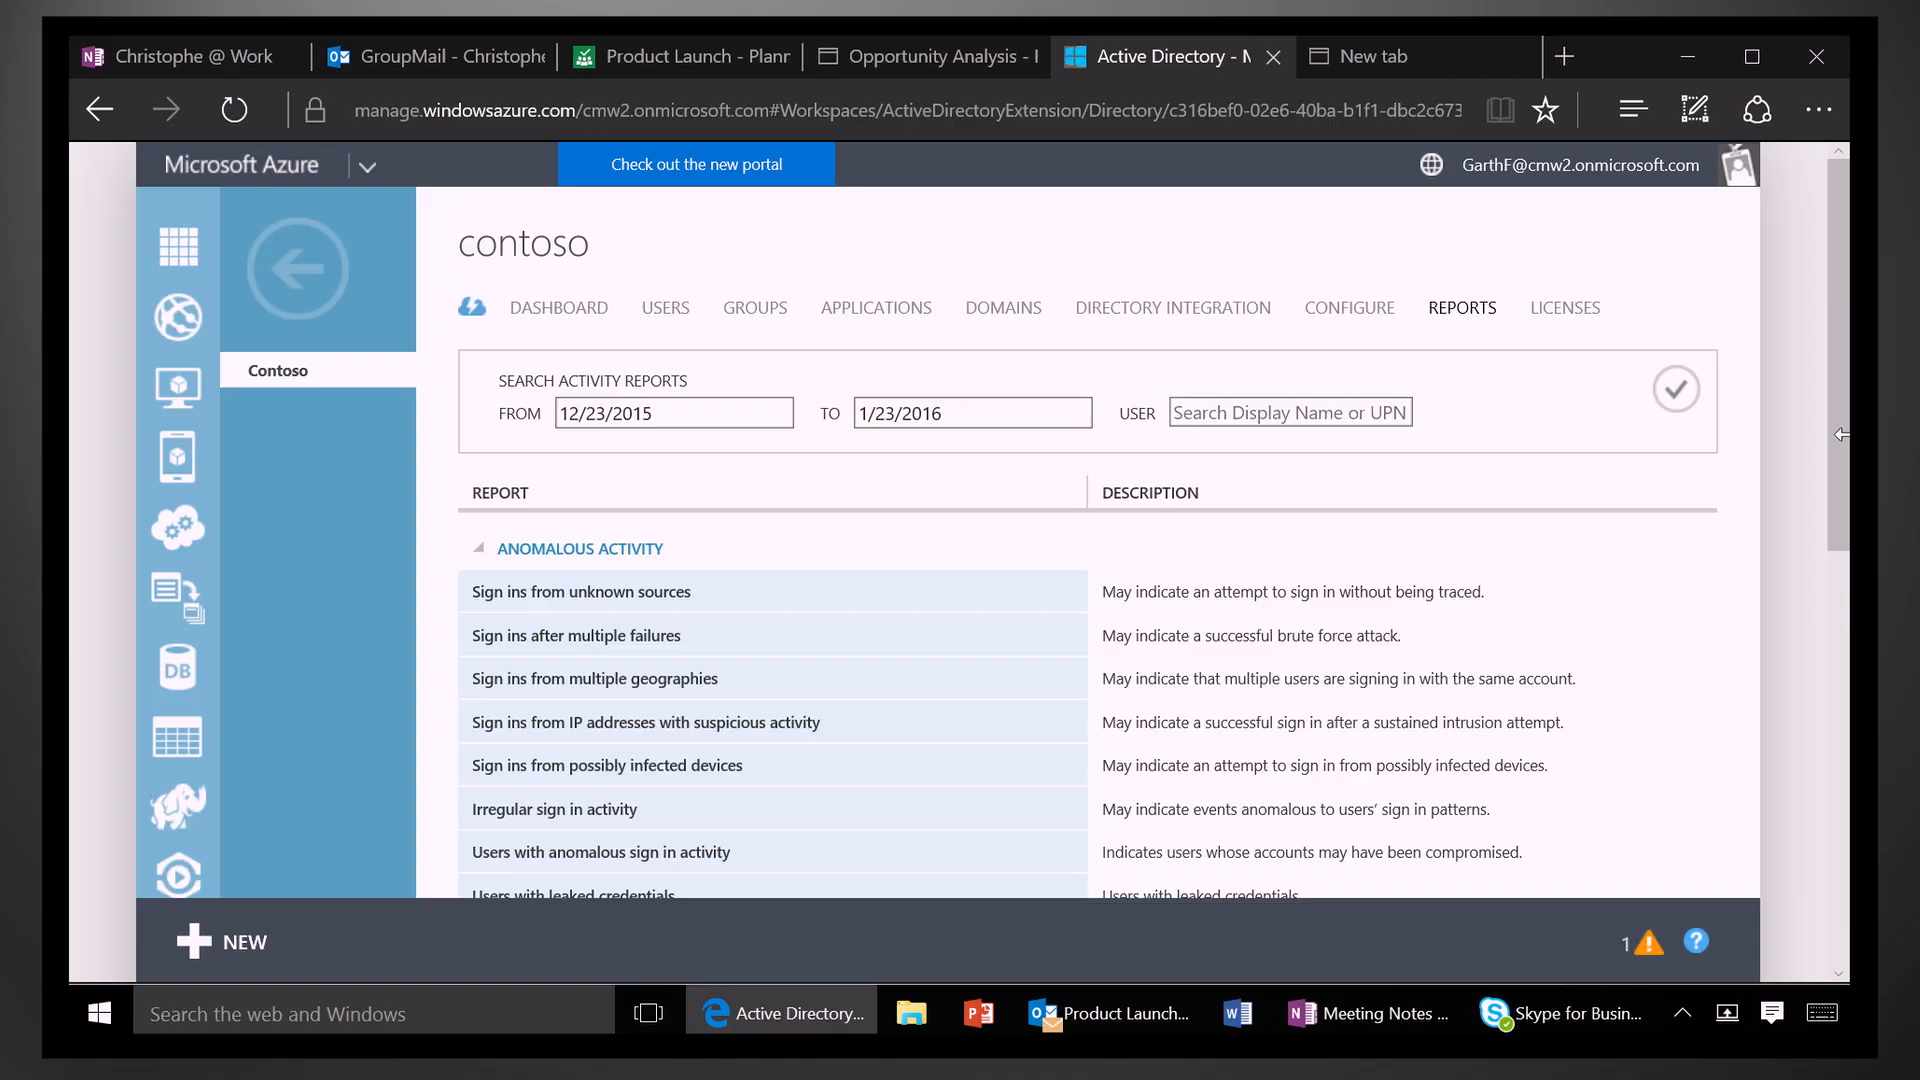 Christophe @ Work
GroupMail - Christophe
Product Launch - Plann
Opportunity Analysis - I
Active Directory - M
New tab
manage.windowsazure.com/cmw2.onmicrosoft.com#Workspaces/ActiveDirectoryExtension/Directory/c316bef0-02e6-40ba-b1f1-dbc2c673
Microsoft Azure
Check out the new portal
GarthF@cmw2.onmicrosoft.com
contoso
DASHBOARD USERS GROUPS APPLICATIONS DOMAINS DIRECTORY INTEGRATION CONFIGURE REPORTS LICENSES
Contoso
SEARCH ACTIVITY REPORTS
FROM 12/23/2015 TO 1/23/2016 USER Search Display Name or UPN
REPORT DESCRIPTION
ANOMALOUS ACTIVITY
Sign ins from unknown sources May indicate an attempt to sign in without being traced.
Sign ins after multiple failures May indicate a successful brute force attack.
Sign ins from multiple geographies May indicate that multiple users are signing in with the same account.
Sign ins from IP addresses with suspicious activity May indicate a successful sign in after a sustained intrusion attempt.
Sign ins from possibly infected devices May indicate an attempt to sign in from possibly infected devices.
Irregular sign in activity May indicate events anomalous to users’ sign in patterns.
Users with anomalous sign in activity Indicates users whose accounts may have been compromised.
Users with leaked credentials Users with leaked credentials
DB
NEW
1
Search the web and Windows
Active Directory...
Product Launch...
Meeting Notes ...
Skype for Busin...